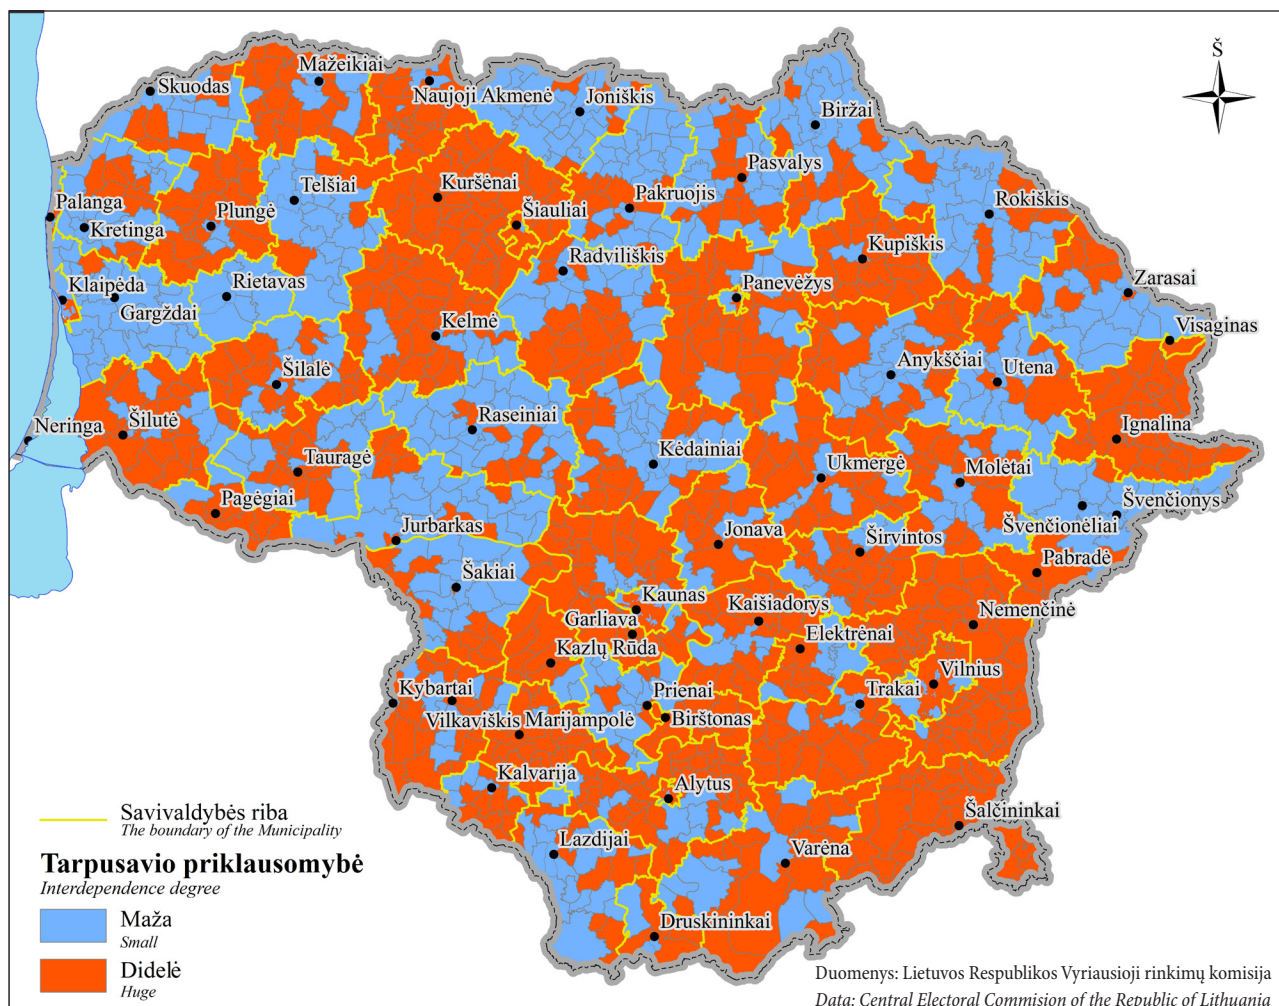 Š
Mažeikiai
Skuodas
Naujoji Akmenė
Joniškis
Biržai
Pasvalys
Telšiai
Kuršėnai
Pakruojis
Rokiškis
Palanga
Plungė
Šiauliai
Kretinga
Kupiškis
Radviliškis
Zarasai
Klaipėda
Rietavas
Panevėžys
Gargždai
Visaginas
Kelmė
Anykščiai
Utena
Šilalė
Raseiniai
Neringa
Šilutė
Ignalina
Tauragė
Kėdainiai
Ukmergė
Molėtai
Pagėgiai
Švenčionys
Jurbarkas
Jonava
Švenčionėliai
Širvintos
Pabradė
Šakiai
Kaunas
Kaišiadorys
Nemenčinė
Garliava
Elektrėnai
Kazlų Rūda
Vilnius
Kybartai
Prienai
Trakai
Vilkaviškis
Marijampolė
Birštonas
Kalvarija
Alytus
Šalčininkai
Lazdijai
Varėna
Druskininkai
Savivaldybės riba
The boundary of the Municipality
Tarpusavio priklausomybė
Interdependence degree
Maža
Small
Didelė
Huge
Duomenys: Lietuvos Respublikos Vyriausioji rinkimų komisija
Data: Central Electoral Commision of the Republic of Lithuania